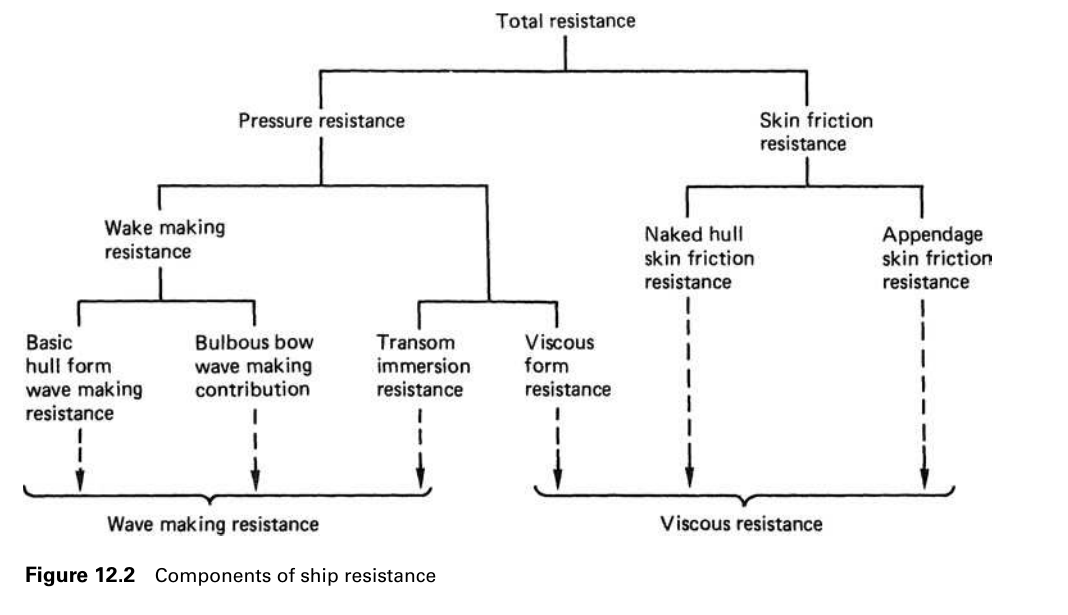 Total resistance
Pressure resistance
Skin friction
resistance
Wake making
resistance
Naked hull
skin friction
resistance
Appendage
skin friction
resistance
Basic
hull form
wave making
resistance
Bulbous bow
wave making
contribution
Transom
immersion
resistance
Viscous
form
resistance
Wave making resistance
Viscous resistance
Figure 12.2 Components of ship resistance